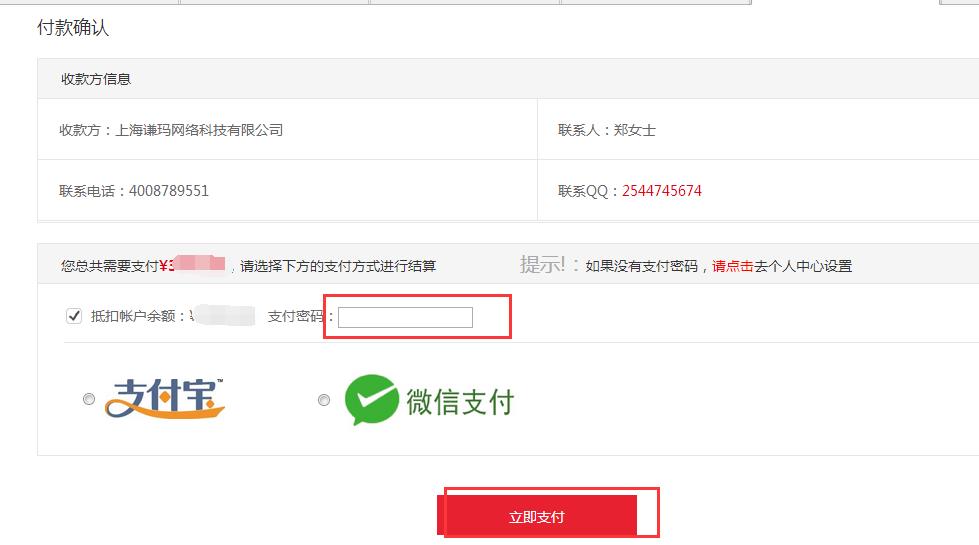 付款确认
收款方信息
收款方：上海谦玛网络科技有限公司
联系人：郑女士
联系电话：4008789551
联系QQ：2544745674
您总共需要支付¥ ，请选择下方的支付方式进行结算
提示!：如果没有支付密码，请点击去个人中心设置
抵扣帐户余额：¥ 支付密码：
支付宝™
微信支付
立即支付